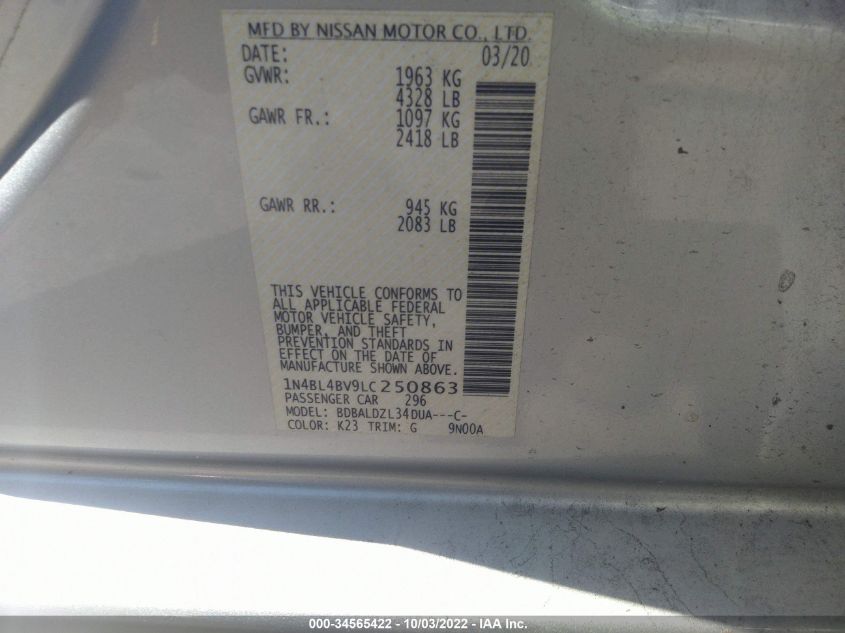 MFD BY NISSAN MOTOR CO., LTD.
DATE: 03/20
GVWR: 1963 KG
4328 LB
GAWR FR.: 1097 KG
2418 LB
GAWR RR.: 945 KG
2083 LB
THIS VEHICLE CONFORMS TO
ALL APPLICABLE FEDERAL
MOTOR VEHICLE SAFETY,
BUMPER, AND THEFT
PREVENTION STANDARDS IN
EFFECT ON THE DATE OF
MANUFACTURE SHOWN ABOVE.
1N4BL4BV9LC250863
PASSENGER CAR 296
MODEL: BDBALDZL34DUA---C-
COLOR: K23 TRIM: G 9N00A
000-34565422 - 10/03/2022 - IAA Inc.